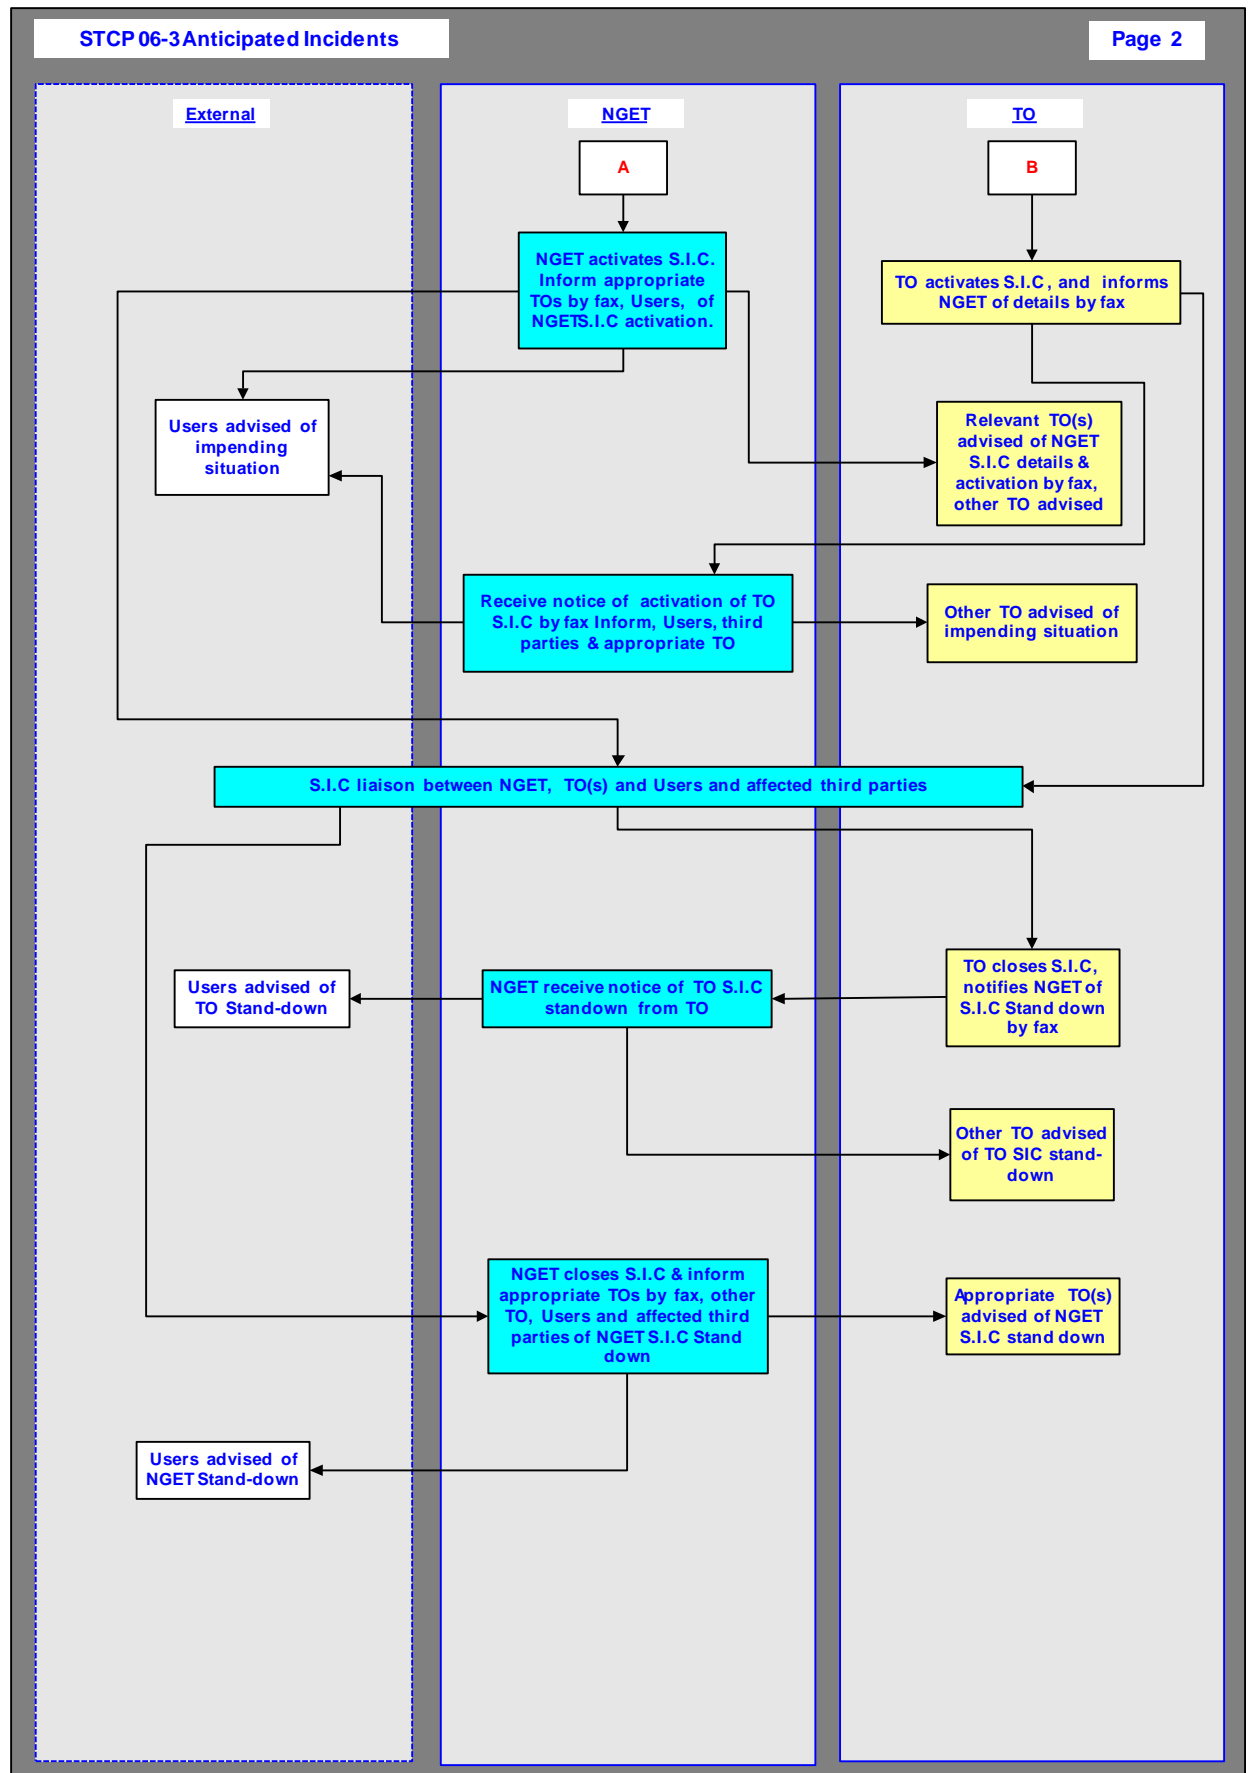 STCP 06-3 Anticipated Incidents
Page 2
External
NGET
TO
A
B
NGET activates S.I.C.
Inform appropriate
TOs by fax, Users, of
NGETS.I.C activation.
TO activates S.I.C, and informs
NGET of details by fax
Users advised of
impending
situation
Relevant TO(s)
advised of NGET
S.I.C details &
activation by fax,
other TO advised
Receive notice of activation of TO
S.I.C by fax Inform, Users, third
parties & appropriate TO
Other TO advised of
impending situation
S.I.C liaison between NGET, TO(s) and Users and affected third parties
Users advised of
TO Stand-down
NGET receive notice of TO S.I.C
standown from TO
TO closes S.I.C,
notifies NGET of
S.I.C Stand down
by fax
Other TO advised
of TO SIC stand-
down
NGET closes S.I.C & inform
appropriate TOs by fax, other
TO, Users and affected third
parties of NGET S.I.C Stand
down
Appropriate TO(s)
advised of NGET
S.I.C stand down
Users advised of
NGET Stand-down